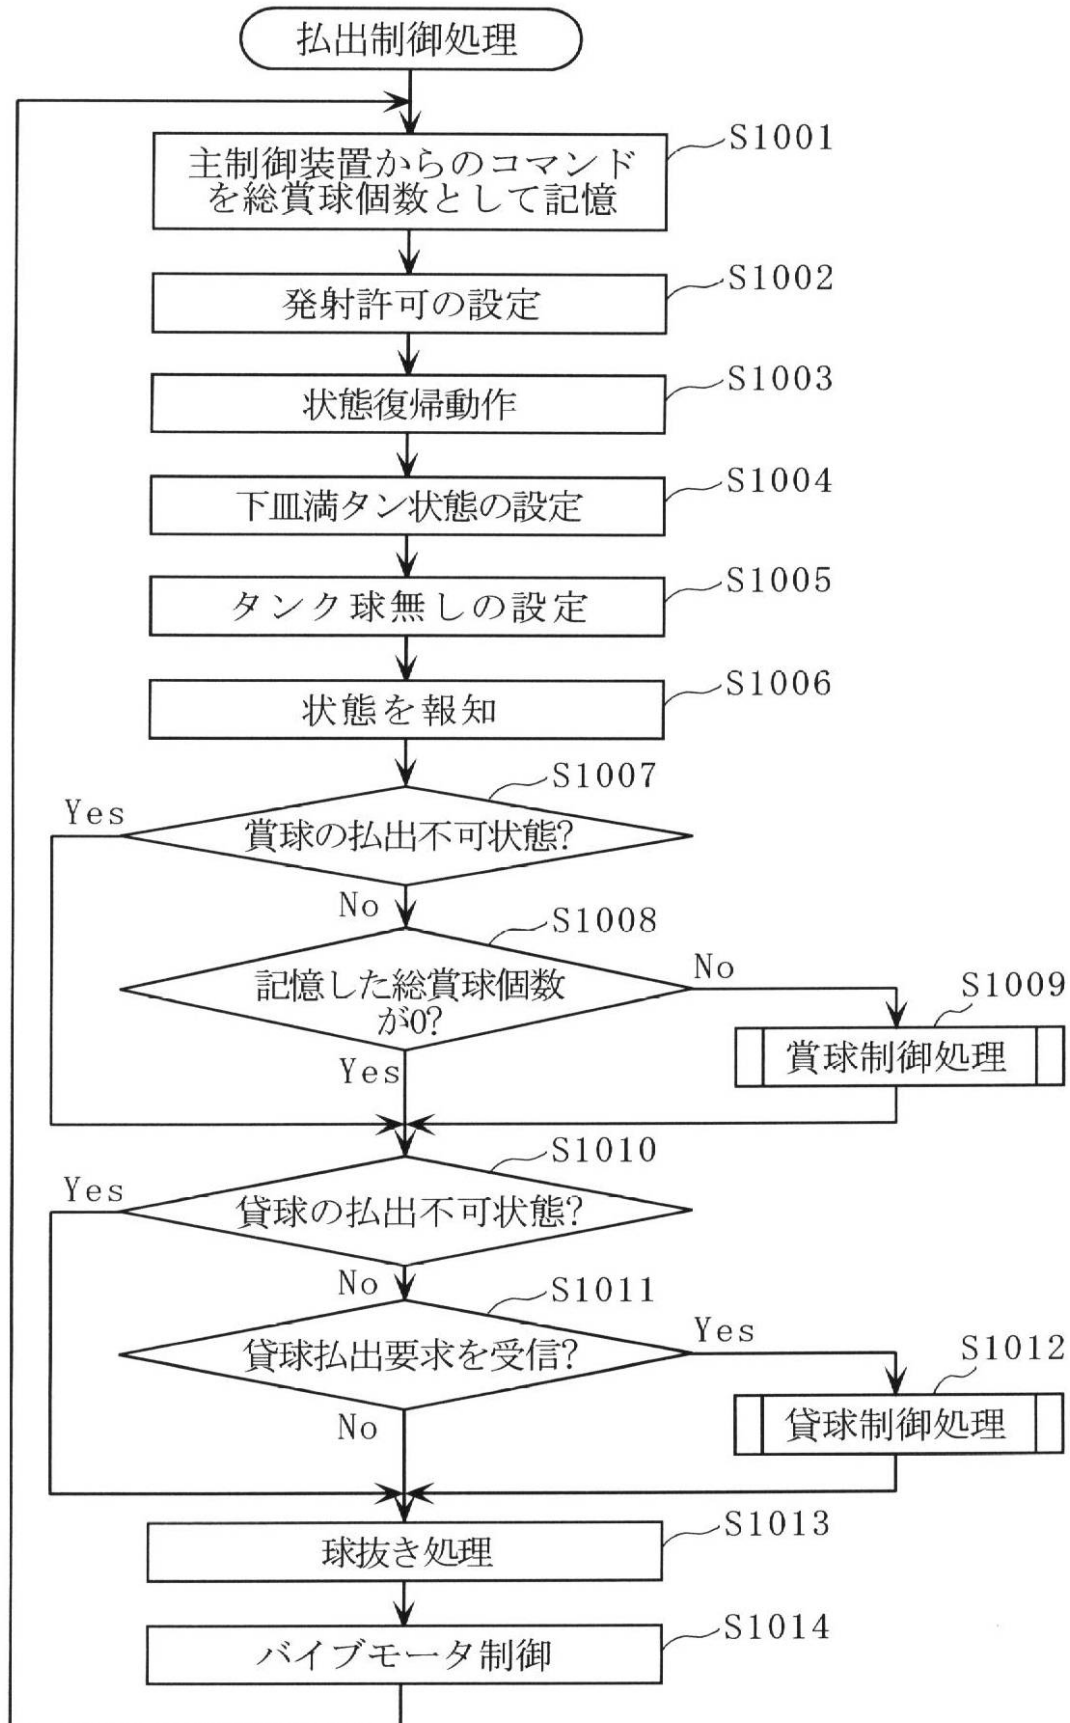 払出制御処理
S1001
主制御装置からのコマンド
を総賞球個数として記憶
S1002
発射許可の設定
S1003
状態復帰動作
S1004
下皿満タン状態の設定
S1005
タンク球無しの設定
S1006
状態を報知
S1007
Yes
賞球の払出不可状態?
No
S1008
記憶した総賞球個数
が0?
No
S1009
賞球制御処理
Yes
S1010
Yes
貸球の払出不可状態?
No
S1011
貸球払出要求を受信?
Yes
S1012
貸球制御処理
No
S1013
球抜き処理
S1014
バイブモータ制御